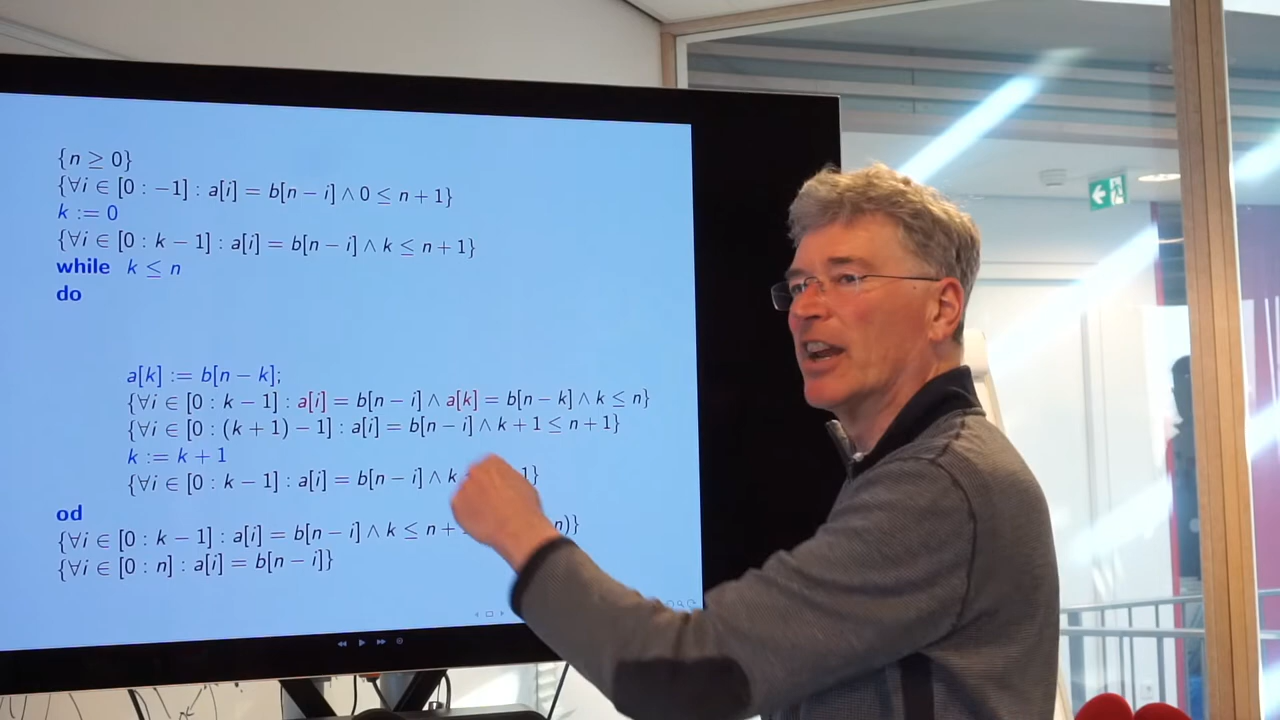 {n ≥ 0}
{∀i ∈ [0 : −1] : a[i] = b[n − i] ∧ 0 ≤ n + 1}
k := 0
{∀i ∈ [0 : k − 1] : a[i] = b[n − i] ∧ k ≤ n + 1}
while k ≤ n
do
a[k] := b[n − k];
{∀i ∈ [0 : k − 1] : a[i] = b[n − i] ∧ a[k] = b[n − k] ∧ k ≤ n}
{∀i ∈ [0 : (k + 1) − 1] : a[i] = b[n − i] ∧ k + 1 ≤ n + 1}
k := k + 1
{∀i ∈ [0 : k − 1] : a[i] = b[n − i] ∧ k 1}
od
{∀i ∈ [0 : k − 1] : a[i] = b[n − i] ∧ k ≤ n + n)}
{∀i ∈ [0 : n] : a[i] = b[n − i]}